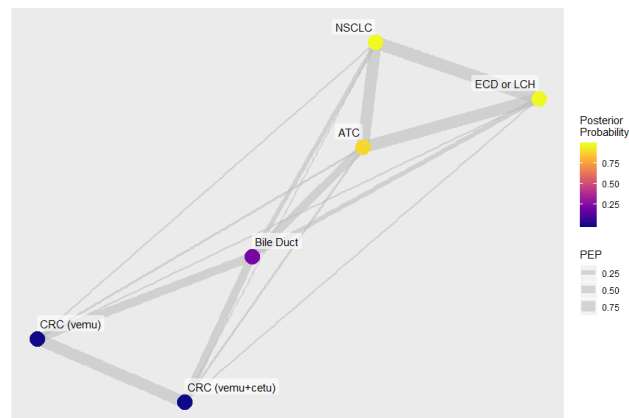 NSCLC
ECD or LCH
ATC
Bile Duct
CRC (vemu)
CRC (vemu+cetu)
Posterior
Probability
0.75
0.50
0.25
PEP
0.25
0.50
0.75